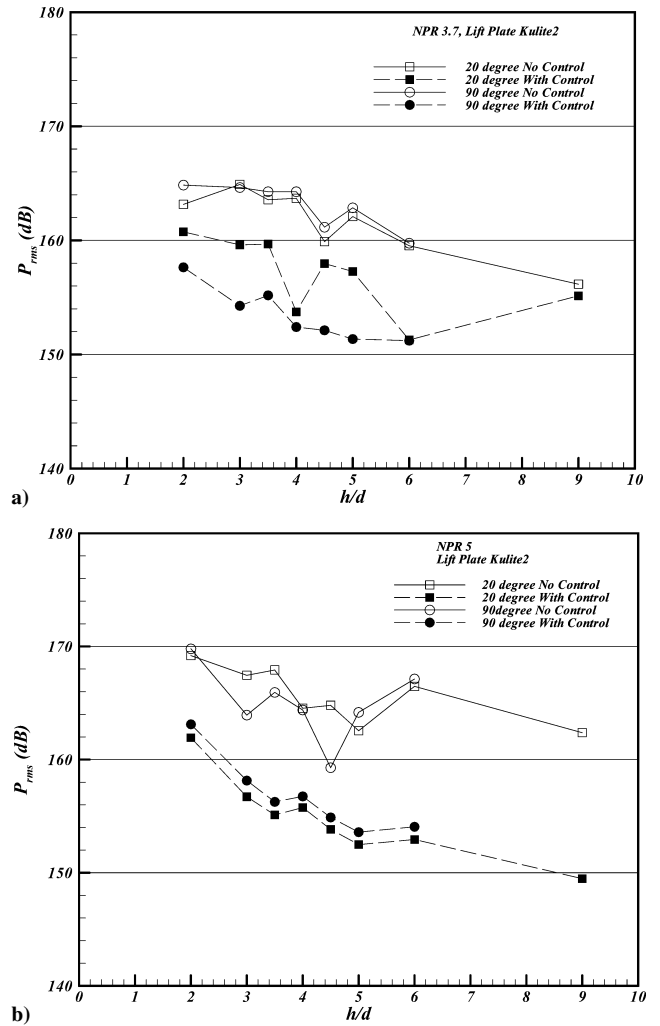 180
NPR 3.7, Lift Plate Kulite2
20 degree No Control
20 degree With Control
90 degree No Control
90 degree With Control
170
160
150
140
P_rms (dB)
0 1 2 3 4 5 6 7 8 9 10
h/d
a)
180
NPR 5
Lift Plate Kulite2
20 degree No Control
20 degree With Control
90degree No Control
90 degree With Control
170
160
150
140
P_rms (dB)
0 1 2 3 4 5 6 7 8 9 10
h/d
b)